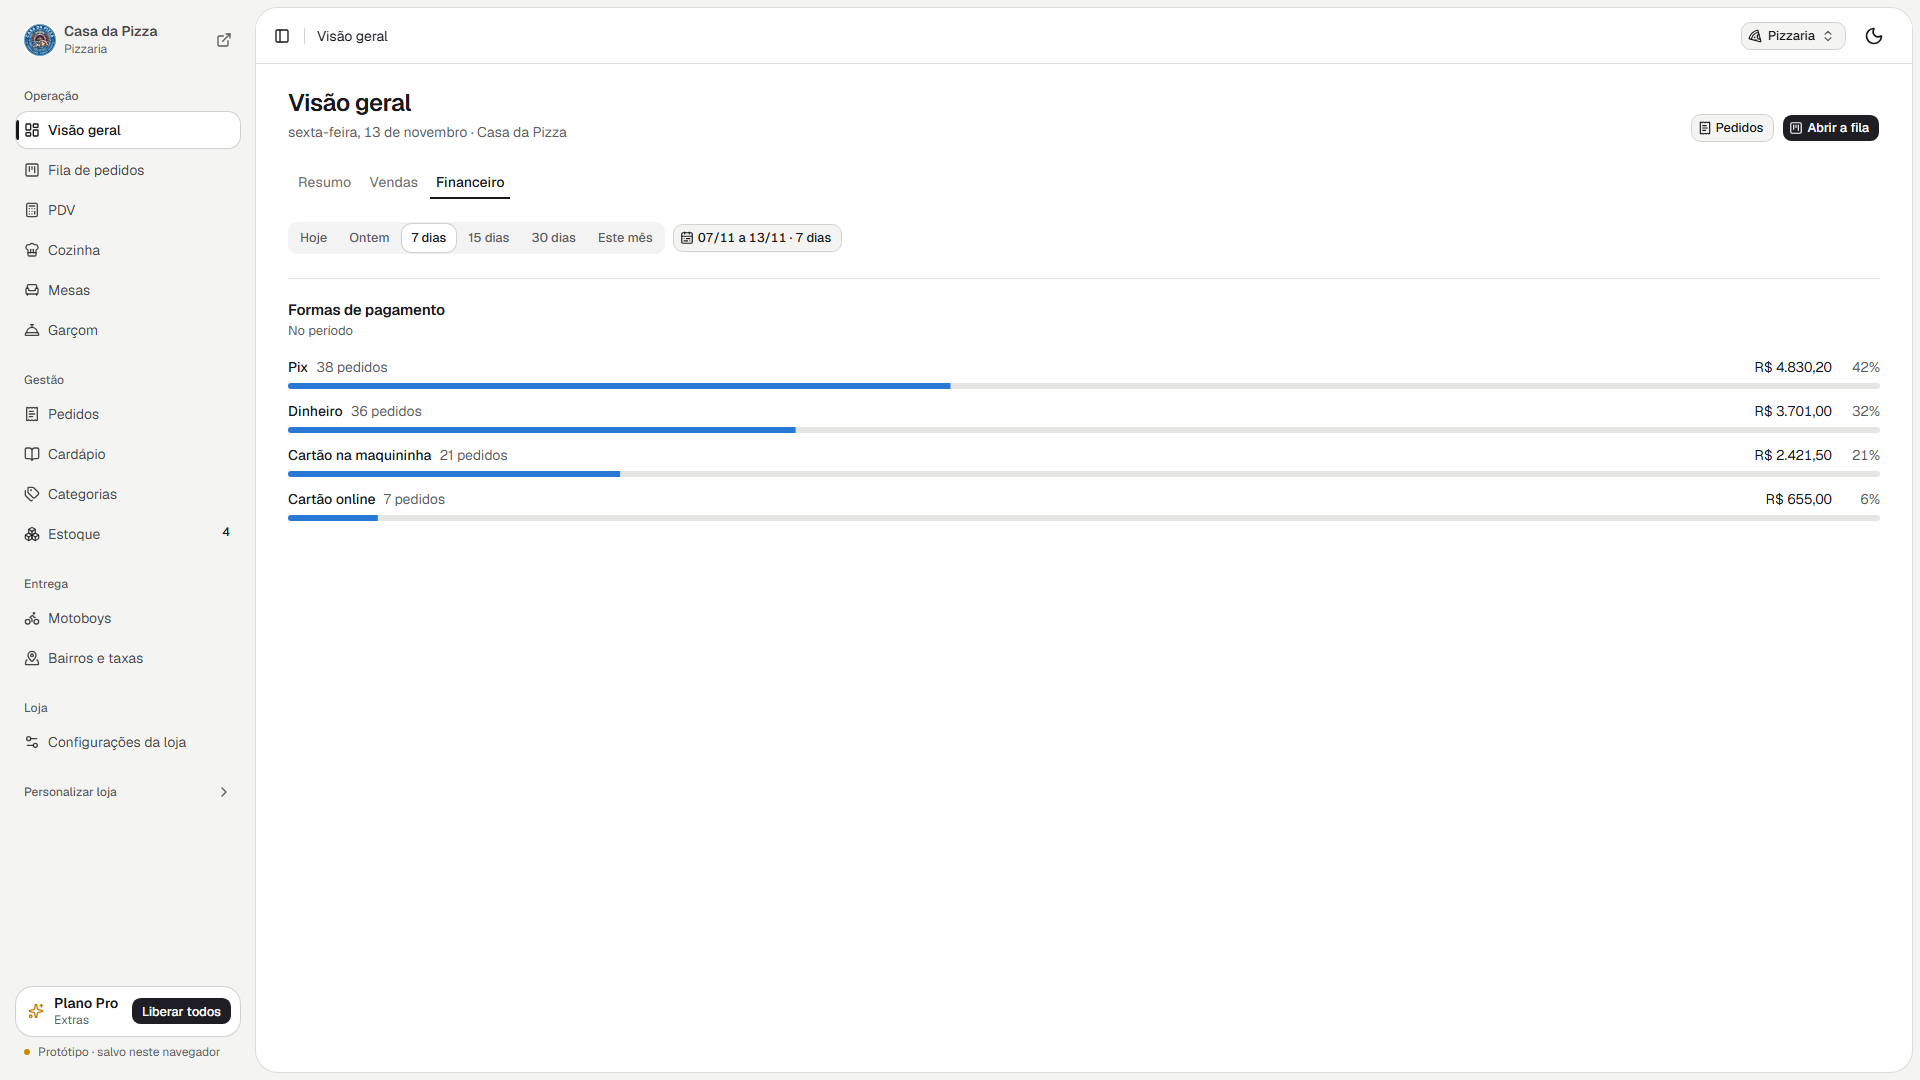 Casa da Pizza
Pizzaria
Operação
Visão geral
Fila de pedidos
PDV
Cozinha
Mesas
Garçom
Gestão
Pedidos
Cardápio
Categorias
Estoque 4
Entrega
Motoboys
Bairros e taxas
Loja
Configurações da loja
Personalizar loja
Plano Pro
Extras
Liberar todos
Protótipo · salvo neste navegador
Visão geral
Pizzaria
Visão geral
sexta-feira, 13 de novembro · Casa da Pizza
Pedidos
Abrir a fila
Resumo Vendas Financeiro
Hoje Ontem 7 dias 15 dias 30 dias Este mês 07/11 a 13/11 · 7 dias
Formas de pagamento
No período
Pix 38 pedidos R$ 4.830,20 42%
Dinheiro 36 pedidos R$ 3.701,00 32%
Cartão na maquininha 21 pedidos R$ 2.421,50 21%
Cartão online 7 pedidos R$ 655,00 6%